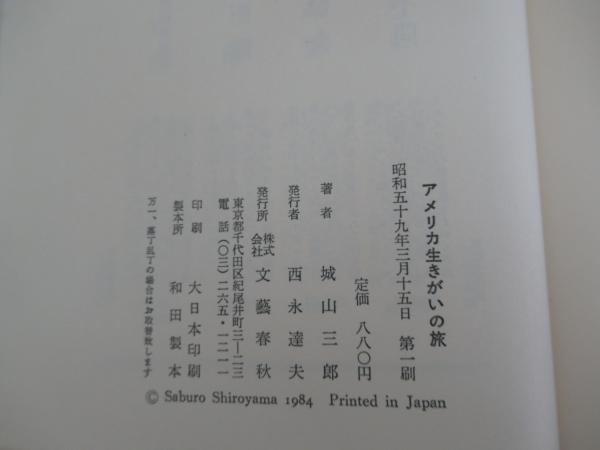 アメリカ生きがいの旅
昭和五十九年三月十五日　第一刷
定価　八八〇円
著者　城山三郎
発行者　西永達夫
発行所　株式会社　文藝春秋
東京都千代田区紀尾井町三—二三
電話（〇三）二六五・一二一一
印刷　大日本印刷
製本所　和田製本
万一、落丁乱丁の場合はお取替致します
© Saburo Shiroyama 1984　Printed in Japan